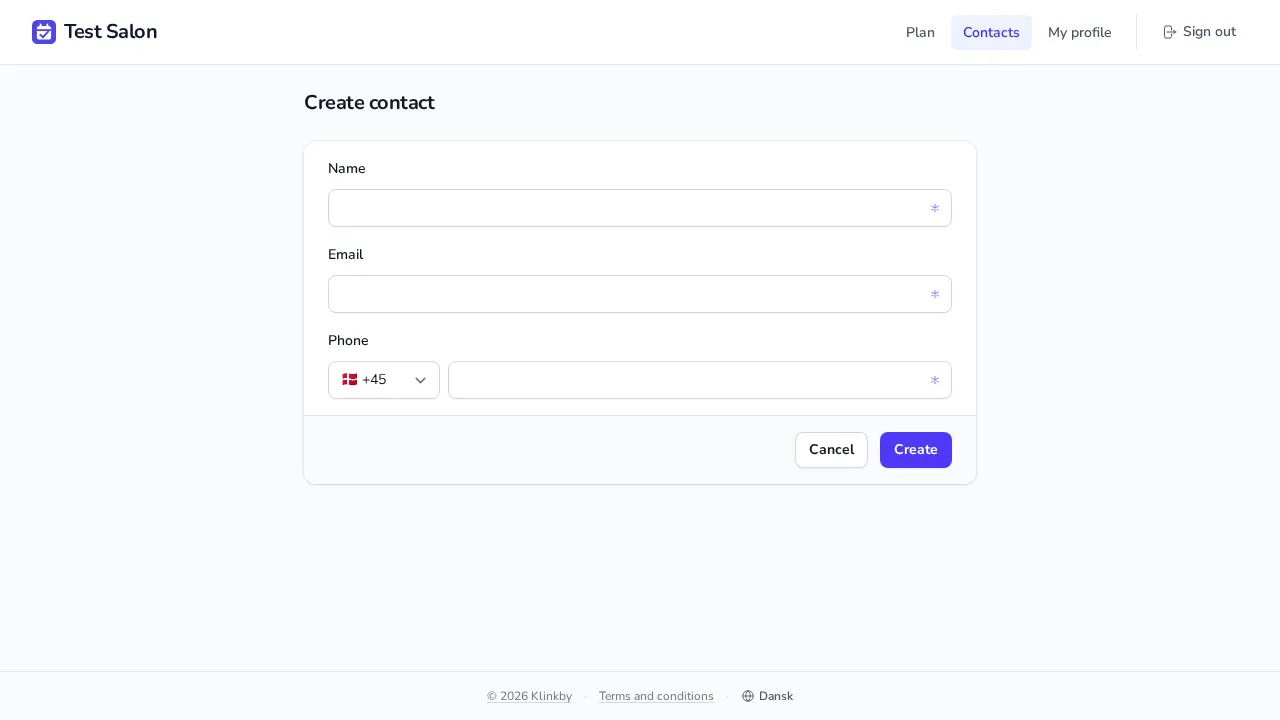 Test Salon
Plan
Contacts
My profile
Sign out
Create contact
Name
*
Email
*
Phone
🇩🇰 +45
*
Cancel
Create
© 2026 Klinkby · Terms and conditions · Dansk